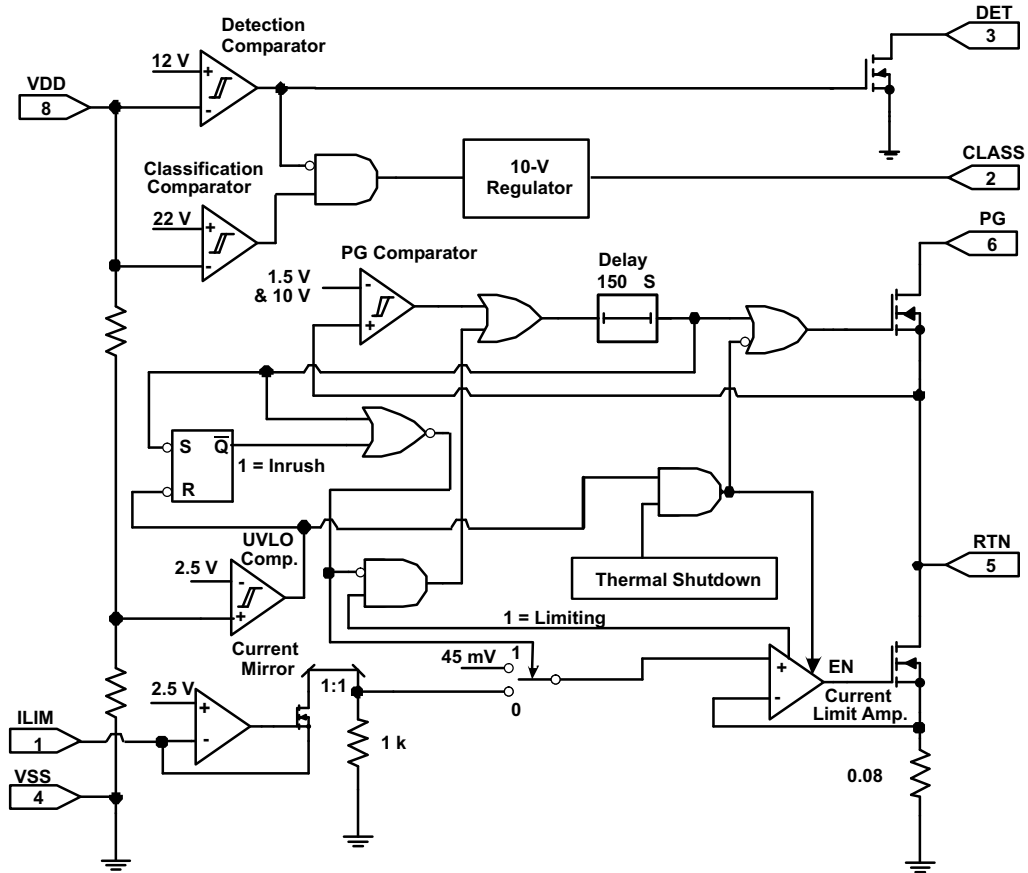 Detection
Comparator
DET
3
12 V
+
-
VDD
8
Classification
Comparator
10-V
Regulator
CLASS
2
22 V
+
-
PG Comparator
PG
6
Delay
150 S
1.5 V
& 10 V
-
+
S Q
R
1 = Inrush
UVLO
Comp.
2.5 V
-
+
RTN
5
Thermal Shutdown
1 = Limiting
Current
Mirror
45 mV
1
0
+
-
EN
Current
Limit Amp.
1:1
2.5 V
+
-
ILIM
1
1 k
VSS
4
0.08